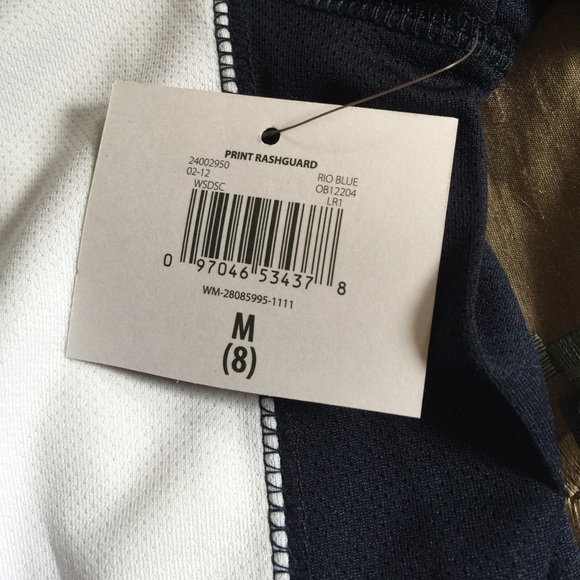 PRINT RASHGUARD
24002950 RIO BLUE
02-12 OB12204
WSDSC LR1
0 97046 53437 8
WM-28085995-1111
M
(8)